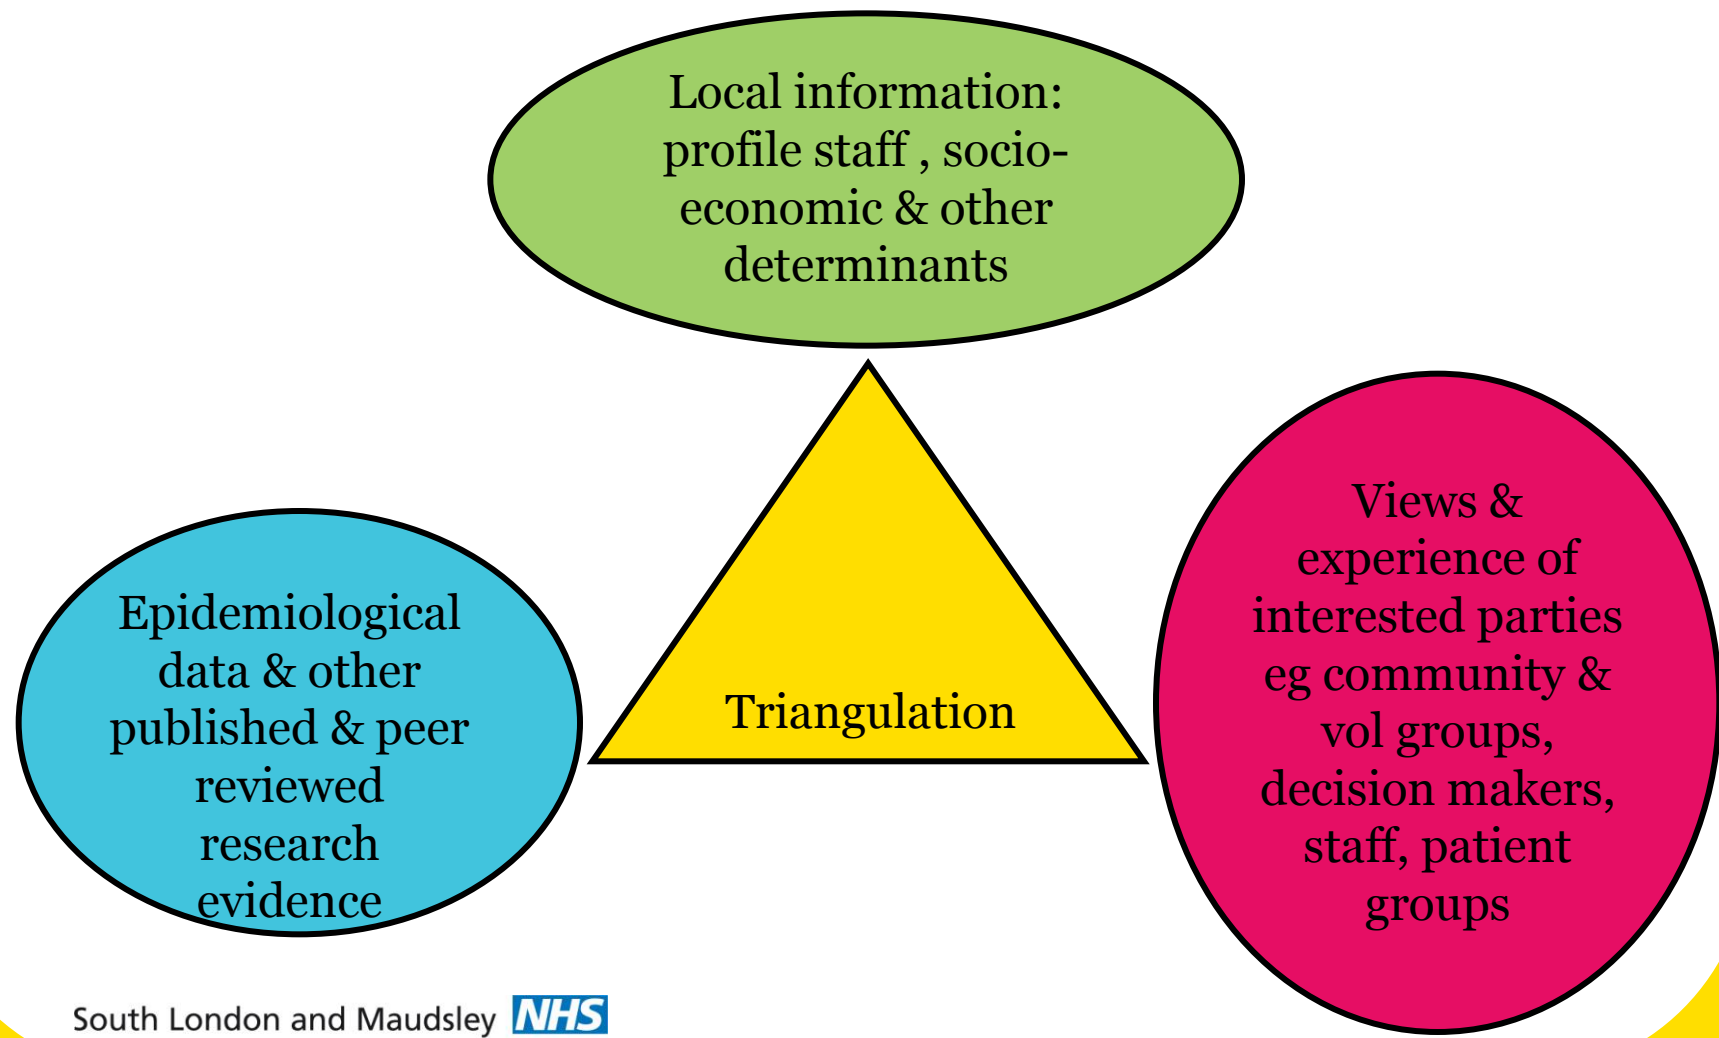 Local information:
profile staff , socio-
economic & other
determinants
Triangulation
Epidemiological
data & other
published & peer
reviewed
research
evidence
Views &
experience of
interested parties
eg community &
vol groups,
decision makers,
staff, patient
groups
South London and Maudsley NHS